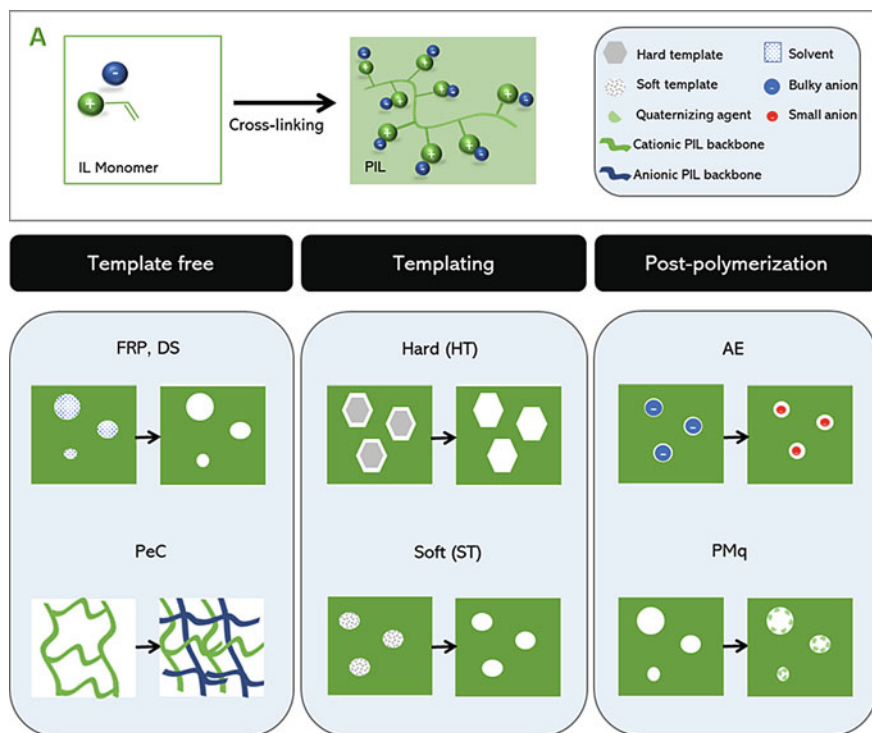 A
IL Monomer
Cross-linking
PIL
Hard template
Soft template
Quaternizing agent
Cationic PIL backbone
Anionic PIL backbone
Solvent
Bulky anion
Small anion
Template free
Templating
Post-polymerization
FRP, DS
Hard (HT)
AE
PeC
Soft (ST)
PMq